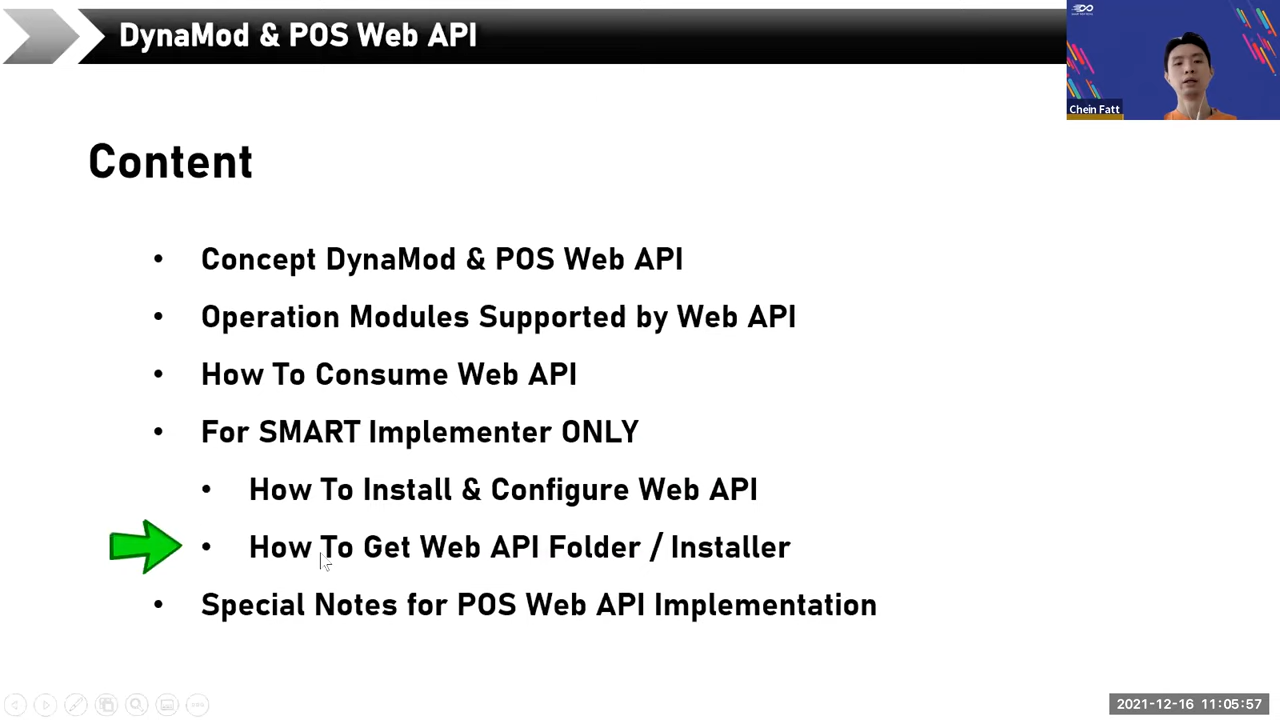 DynaMod & POS Web API
Chein Fatt
Content
• Concept DynaMod & POS Web API
• Operation Modules Supported by Web API
• How To Consume Web API
• For SMART Implementer ONLY
• How To Install & Configure Web API
• How To Get Web API Folder / Installer
• Special Notes for POS Web API Implementation
2021-12-16 11:05:57